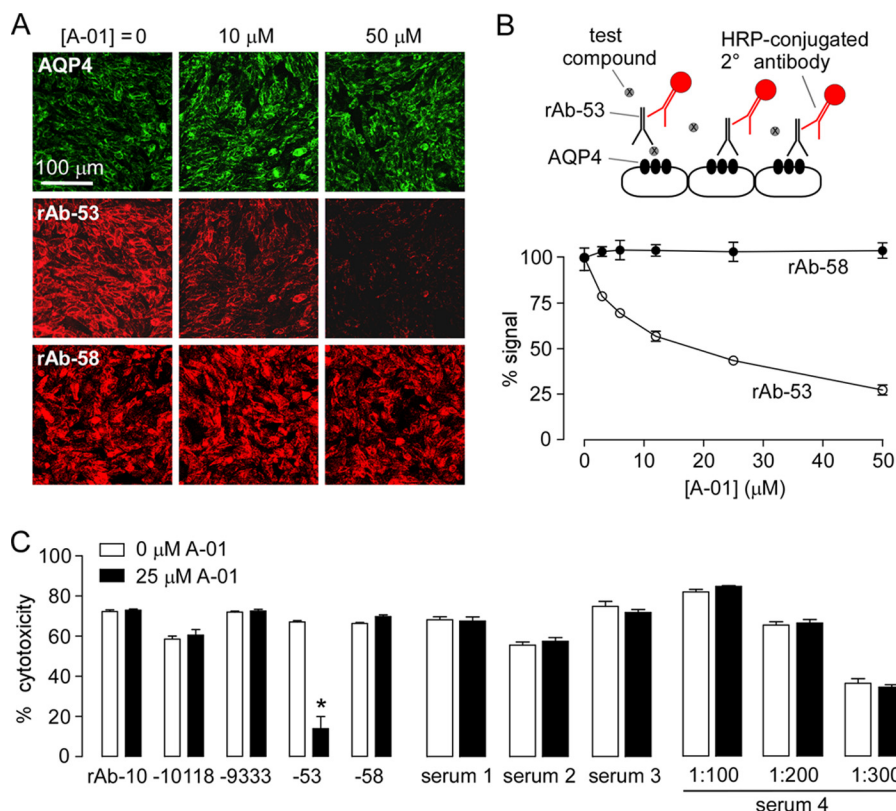 A
[A-01] = 0 10 μM 50 μM
AQP4
100 μm
rAb-53
rAb-58
B
test
compound
HRP-conjugated
2° antibody
rAb-53
AQP4
100
75
50
25
0
% signal
rAb-58
rAb-53
0 10 20 30 40 50
[A-01] (μM)
C
0 μM A-01
25 μM A-01
100
80
60
40
20
0
% cytotoxicity
*
rAb-10 -10118 -9333 -53 -58 serum 1 serum 2 serum 3 1:100 1:200 1:300
serum 4